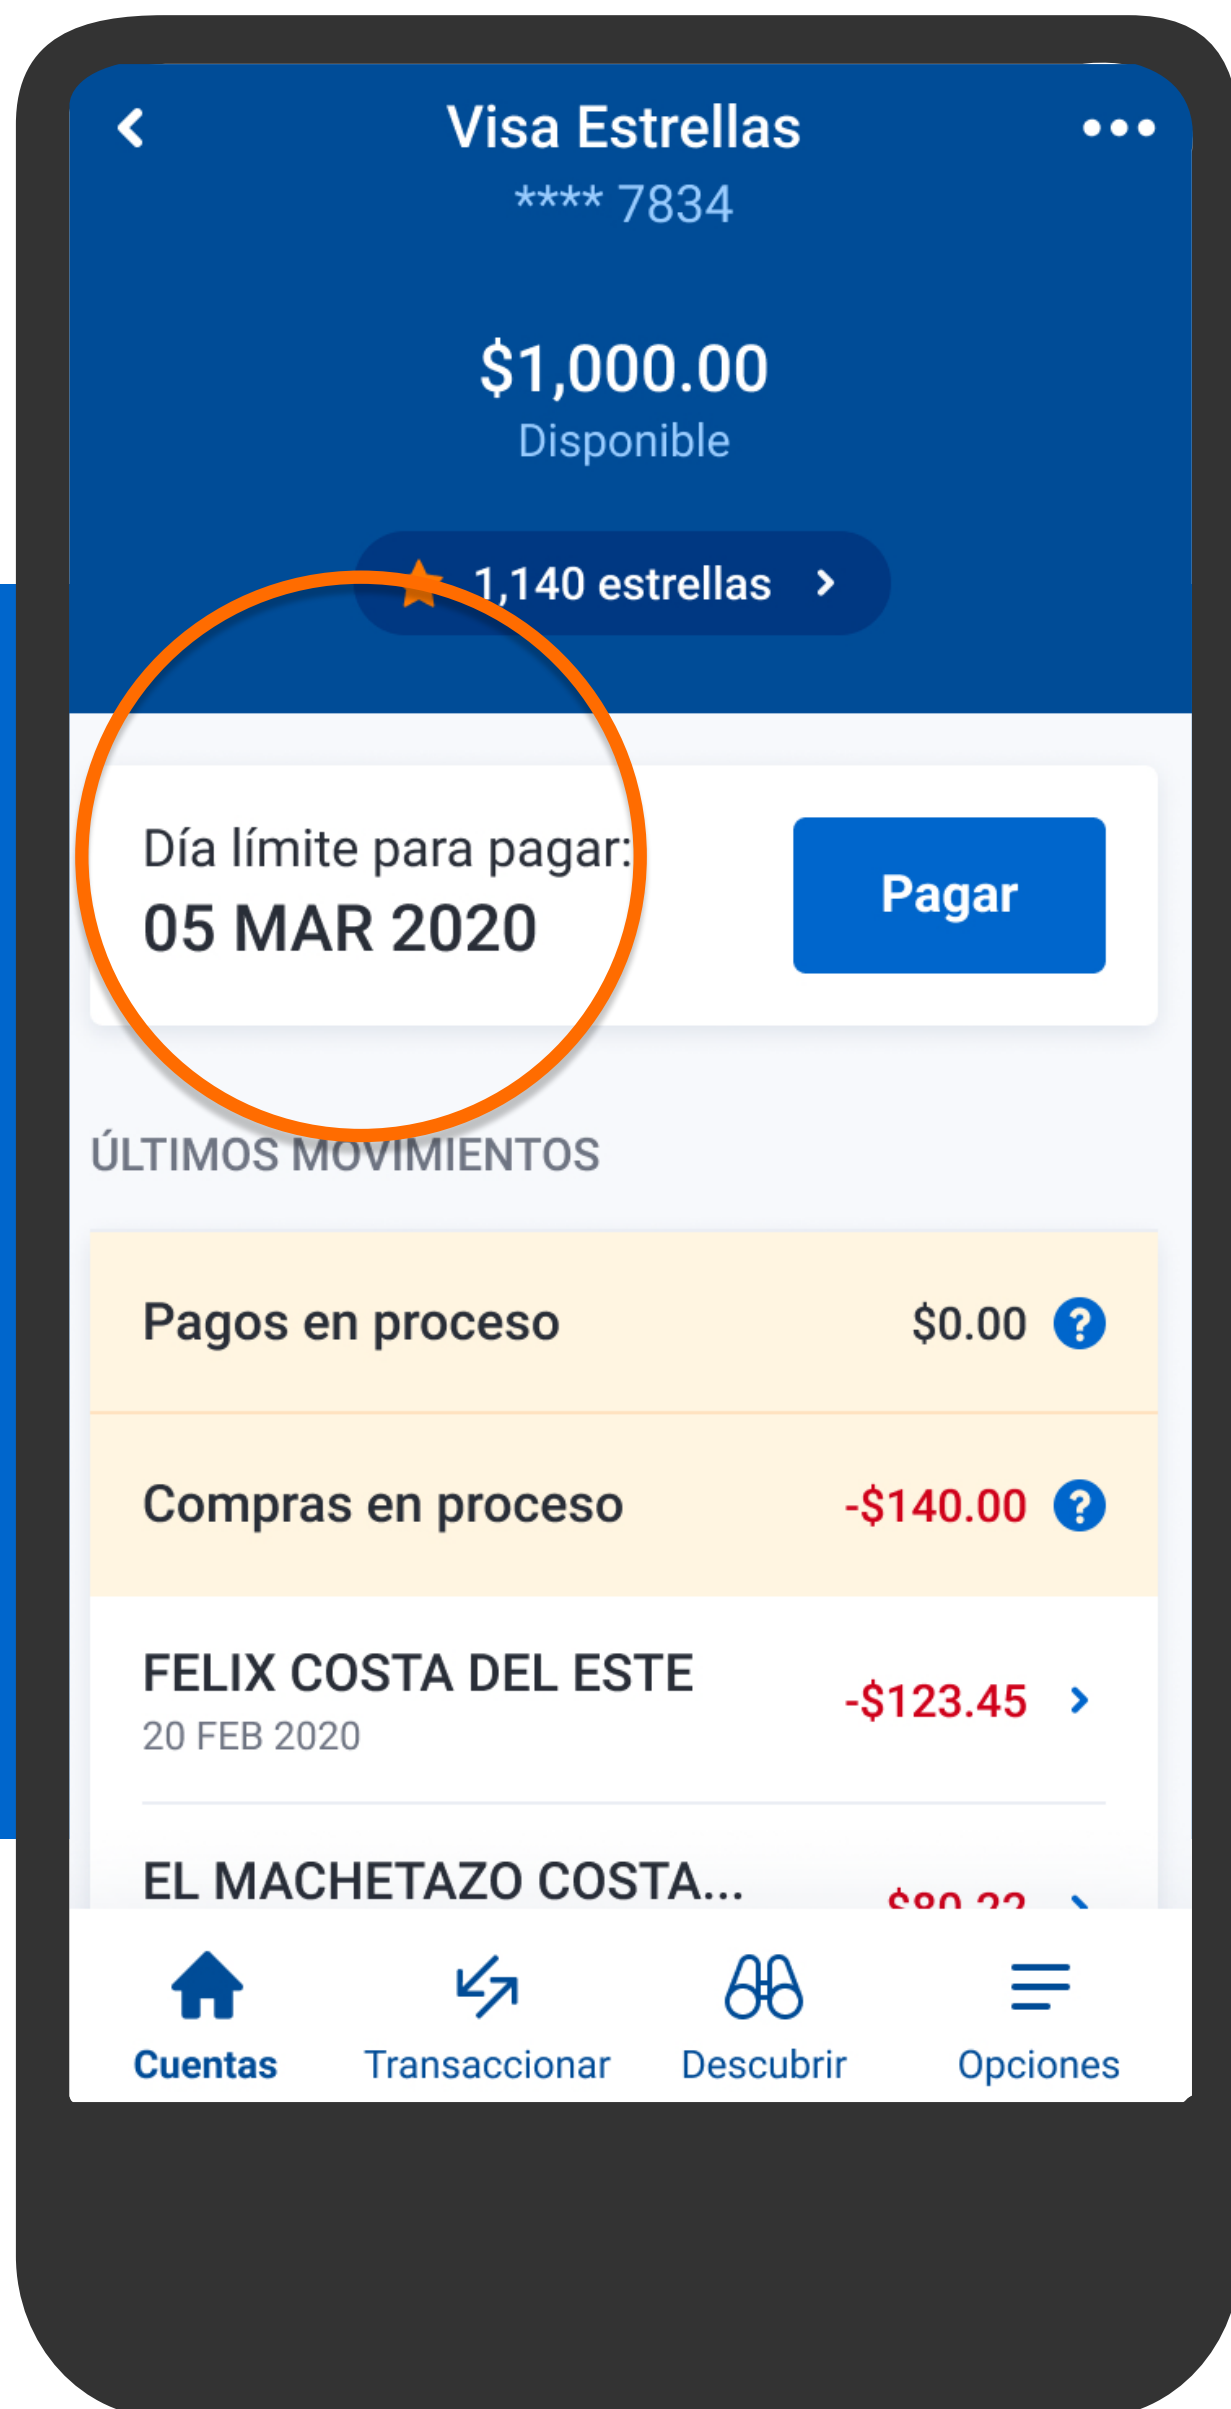 Visa Estrellas
**** 7834
$1,000.00
Disponible
1,140 estrellas
Día límite para pagar:
05 MAR 2020
Pagar
ÚLTIMOS MOVIMIENTOS
Pagos en proceso $0.00 ?
Compras en proceso -$140.00 ?
FELIX COSTA DEL ESTE -$123.45
20 FEB 2020
EL MACHETAZO COSTA...
Cuentas Transaccionar Descubrir Opciones